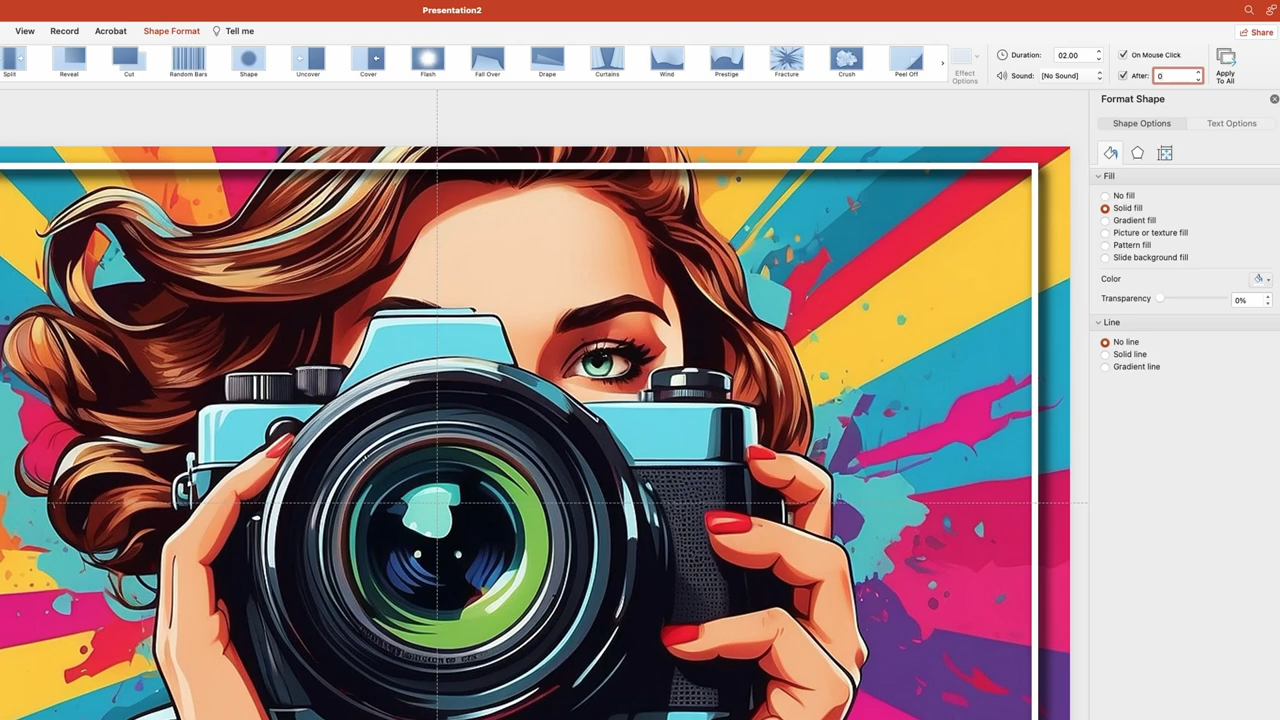 Presentation2
View Record Acrobat Shape Format Tell me
Share
Split Reveal Cut Random Bars Shape Uncover Cover Flash Fall Over Drape Curtains Wind Prestige Fracture Crush Peel Off
Effect Options
Duration: 02.00
Sound: [No Sound]
On Mouse Click
After: 0
Apply To All
Format Shape
Shape Options Text Options
Fill
No fill
Solid fill
Gradient fill
Picture or texture fill
Pattern fill
Slide background fill
Color
Transparency 0%
Line
No line
Solid line
Gradient line